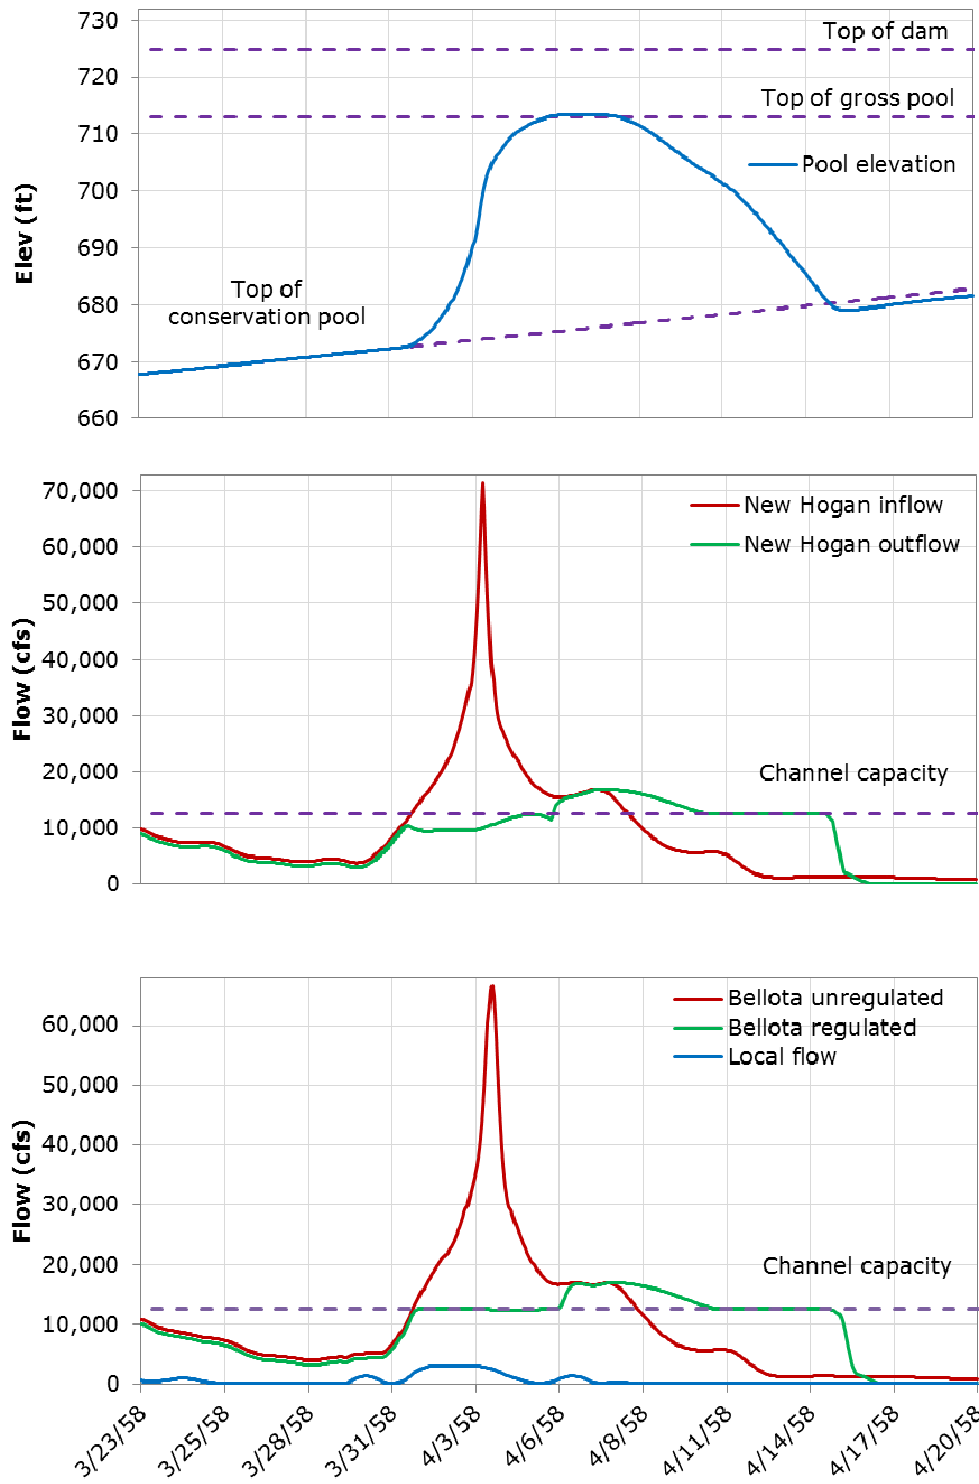 730
Top of dam
720
Top of gross pool
710
Pool elevation
700
Elev (ft)
690
Top of
conservation pool
680
670
660
70,000
New Hogan inflow
New Hogan outflow
60,000
50,000
Flow (cfs)
40,000
30,000
20,000
Channel capacity
10,000
0
Bellota unregulated
Bellota regulated
Local flow
60,000
50,000
Flow (cfs)
40,000
30,000
20,000
Channel capacity
10,000
0
3/23/58
3/25/58
3/28/58
3/31/58
4/3/58
4/6/58
4/8/58
4/11/58
4/14/58
4/17/58
4/20/58